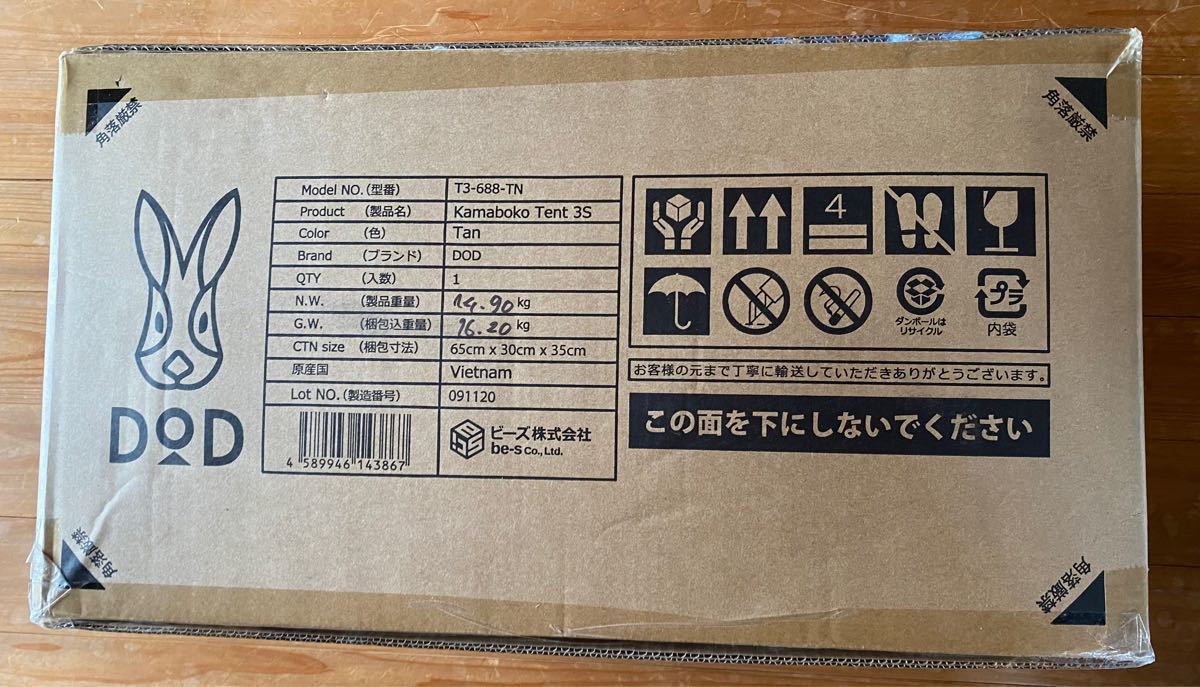 角落厳禁
角落厳禁
Model NO.(型番) T3-688-TN
Product (製品名) Kamaboko Tent 3S
Color (色) Tan
Brand (ブランド) DOD
QTY (入数) 1
N.W. (製品重量) 14.90 kg
G.W. (梱包込重量) 16.20 kg
CTN size (梱包寸法) 65cm x 30cm x 35cm
原産国 Vietnam
Lot NO.(製造番号) 091120
4 589946 143867
ビーズ株式会社
be-s Co., Ltd.
DOD
4
ダンボールは
リサイクル
プラ
内袋
お客様の元まで丁寧に輸送していただきありがとうございます。
この面を下にしないでください
角落厳禁
角落厳禁